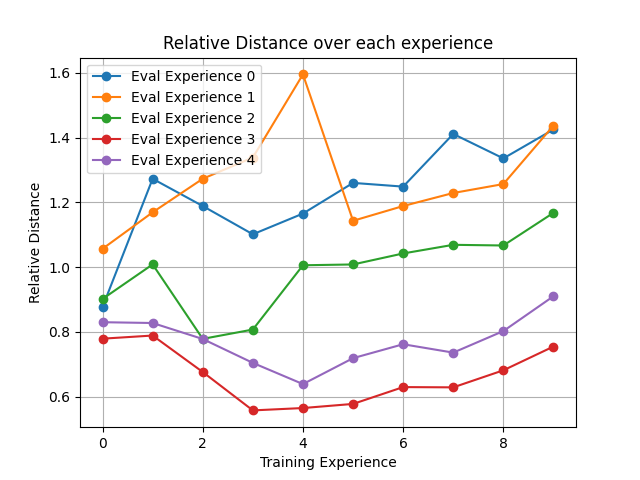 Relative Distance over each experience
Eval Experience 0
Eval Experience 1
Eval Experience 2
Eval Experience 3
Eval Experience 4
1.6
1.4
1.2
1.0
0.8
0.6
Relative Distance
0 2 4 6 8
Training Experience